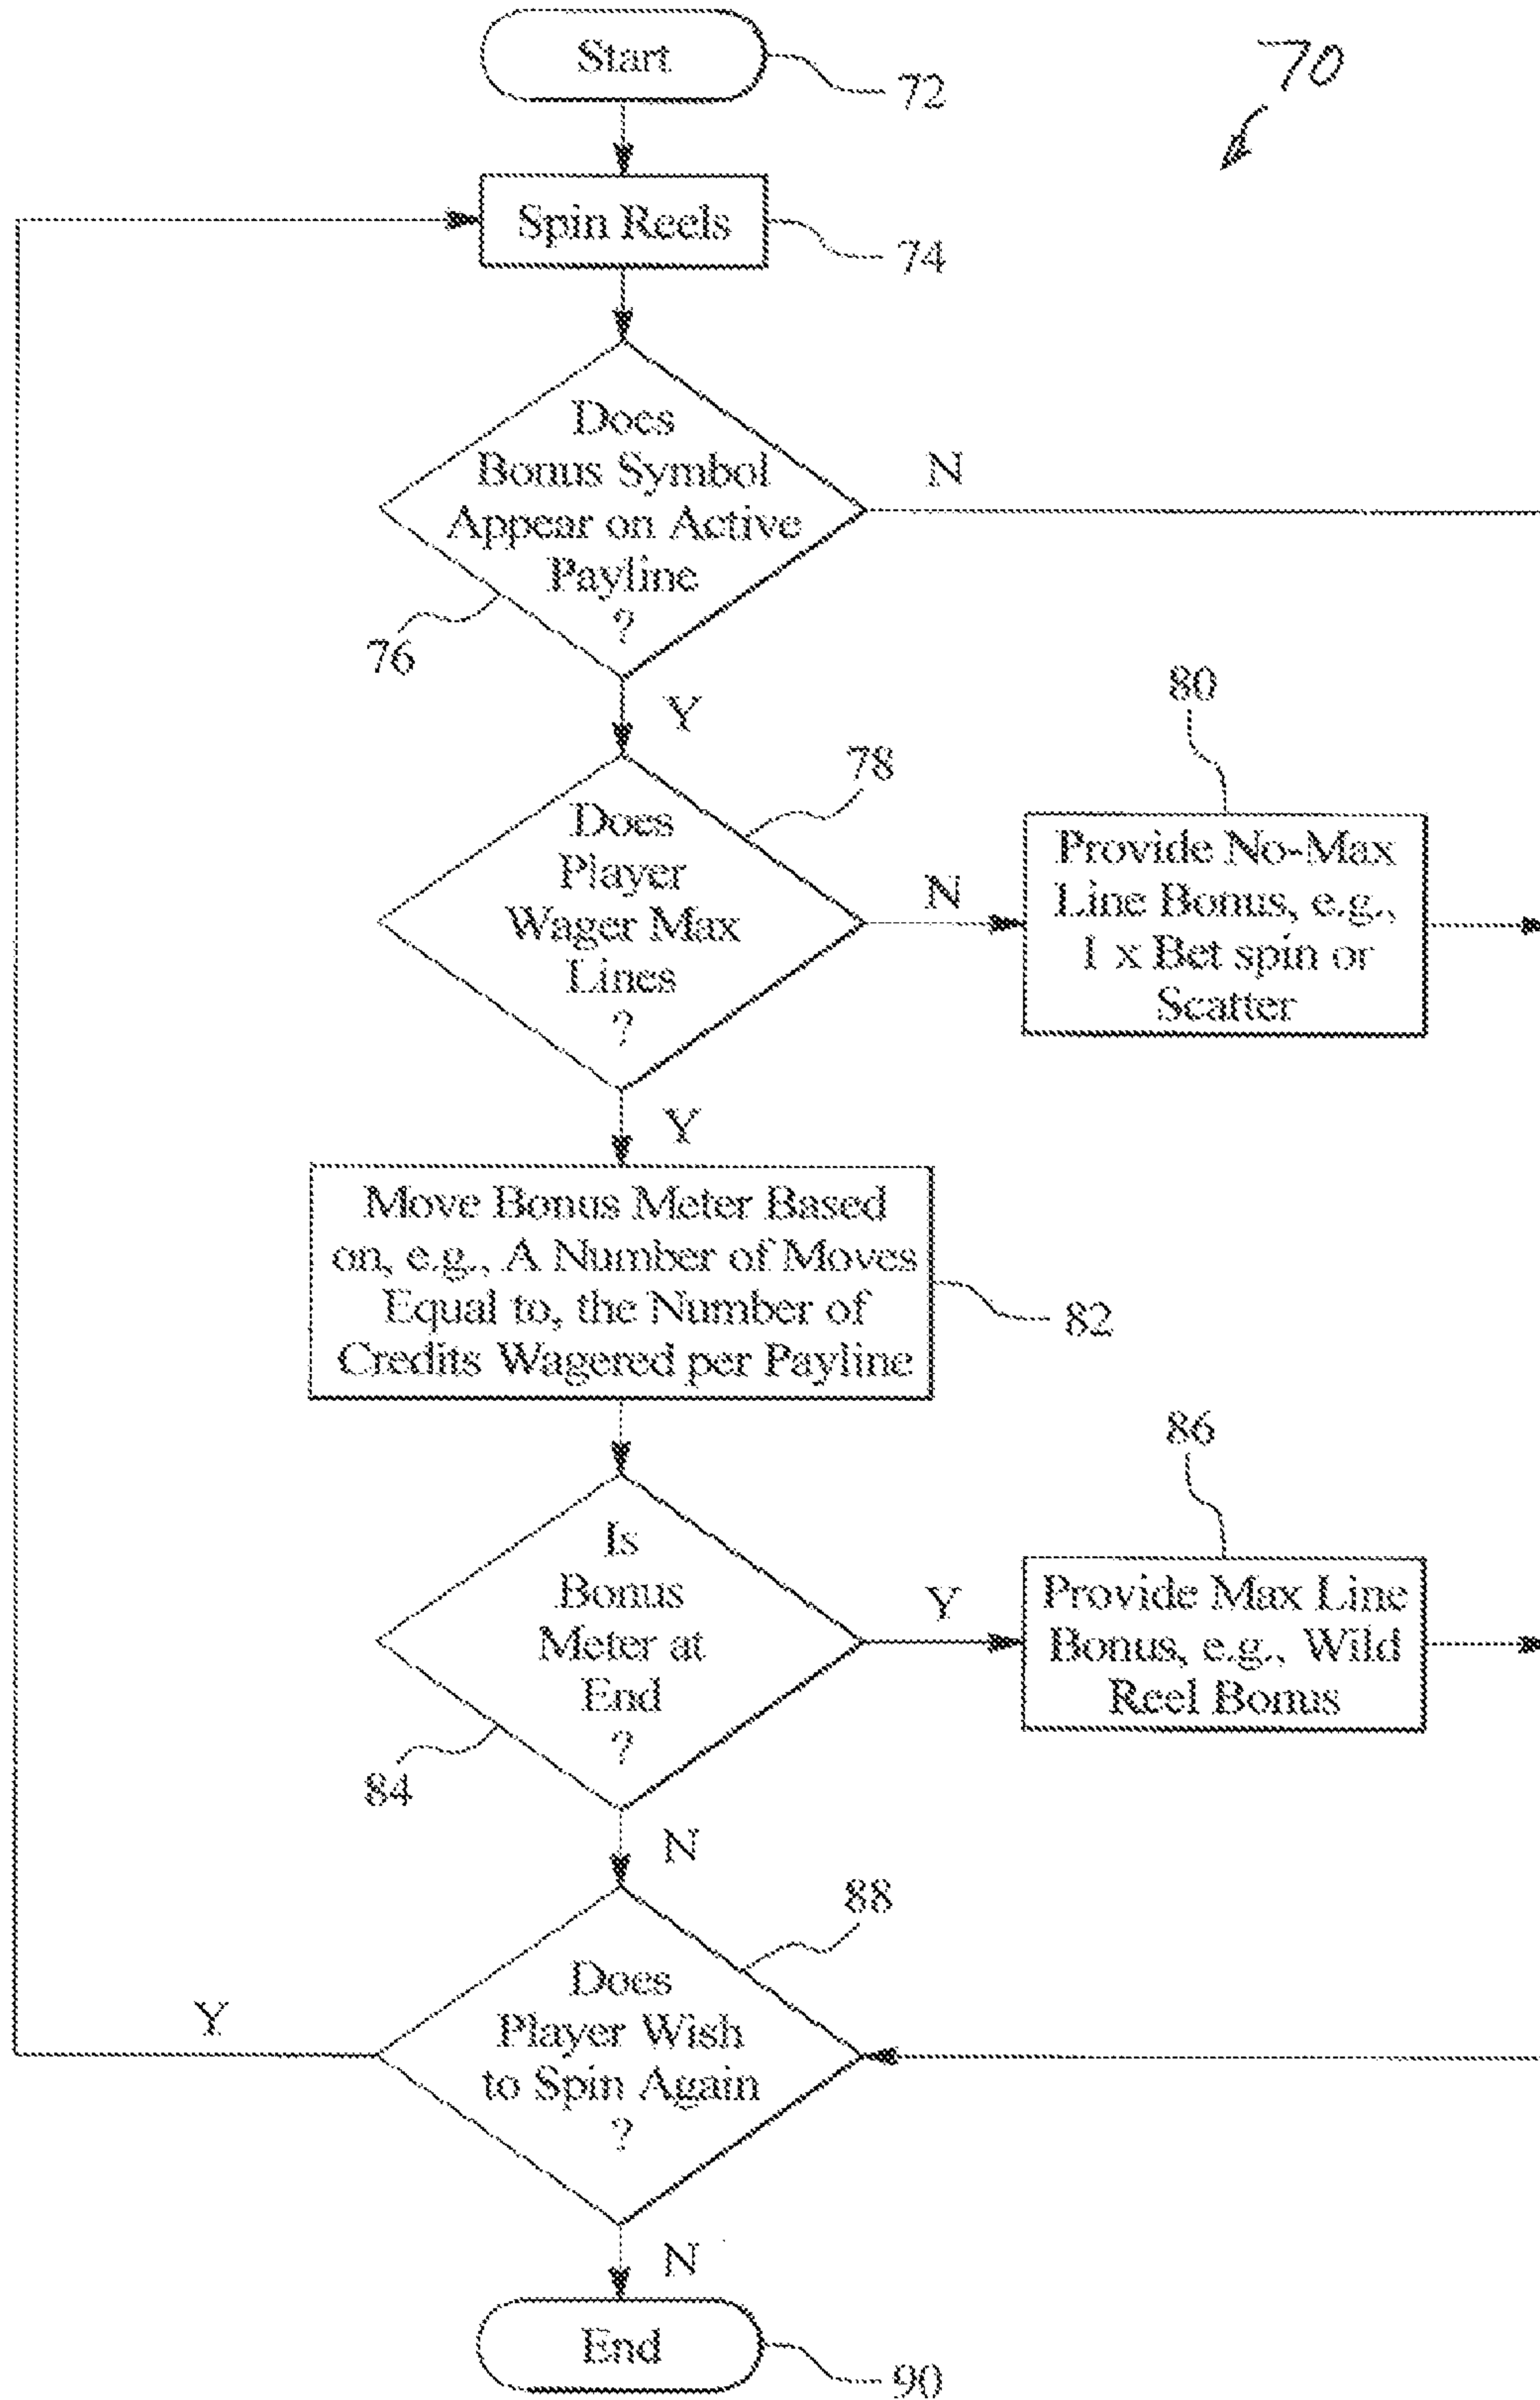 Start
72
70
Spin Reels
74
Does
Bonus Symbol
Appear on Active
Payline
?
N
76
Y
80
78
Does
Player
Wager Max
Lines
?
N
Provide No-Max
Line Bonus, e.g.,
1 x Bet spin or
Scatter
Y
Move Bonus Meter Based
on, e.g., A Number of Moves
Equal to, the Number of
Credits Wagered per Payline
82
86
Is
Bonus
Meter at
End
?
Y
Provide Max Line
Bonus, e.g., Wild
Reel Bonus
84
N
88
Does
Player Wish
to Spin Again
?
Y
N
End
90